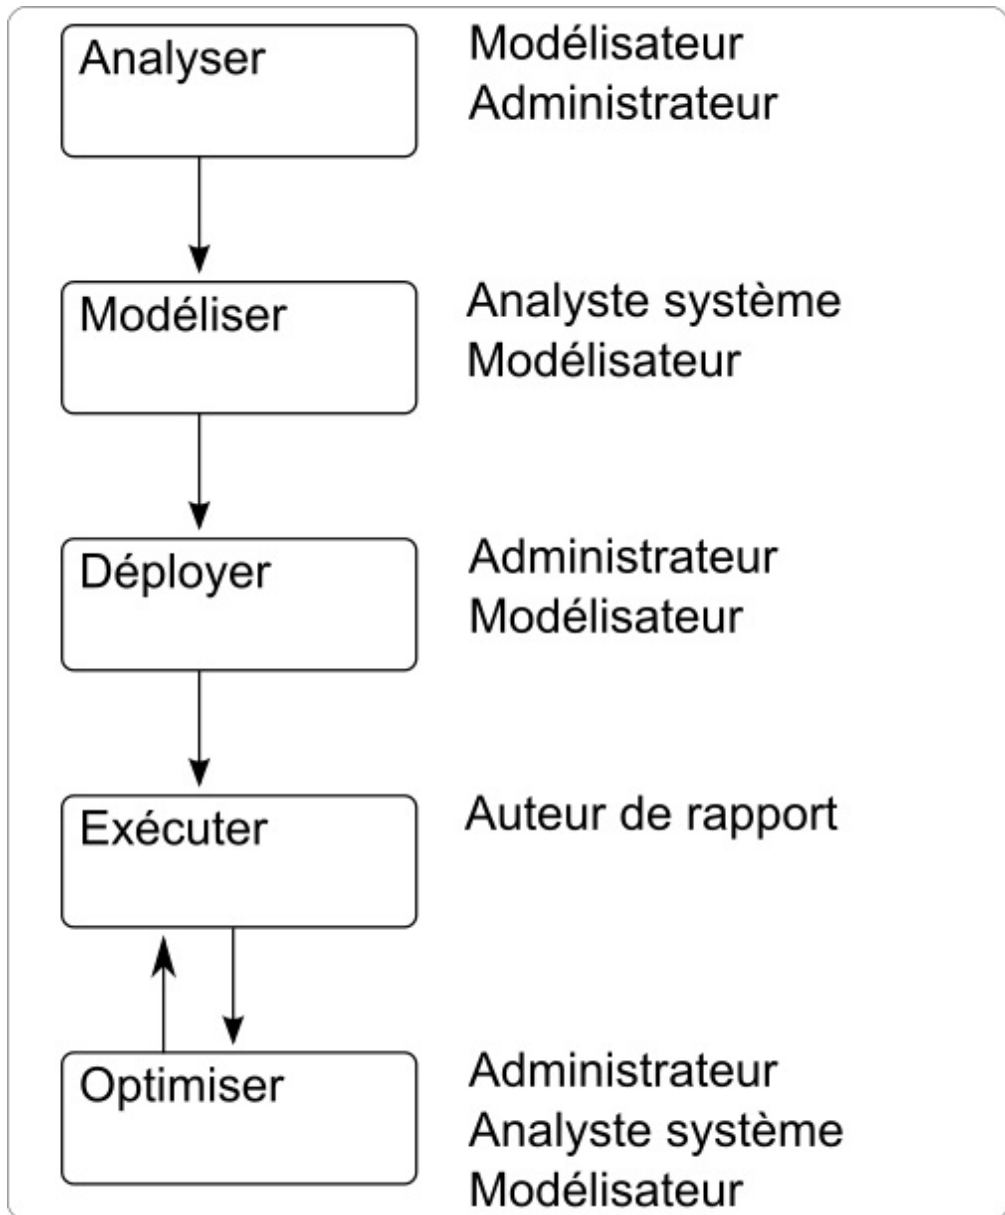 Analyser
Modélisateur
Administrateur
Modéliser
Analyste système
Modélisateur
Déployer
Administrateur
Modélisateur
Exécuter
Auteur de rapport
Optimiser
Administrateur
Analyste système
Modélisateur